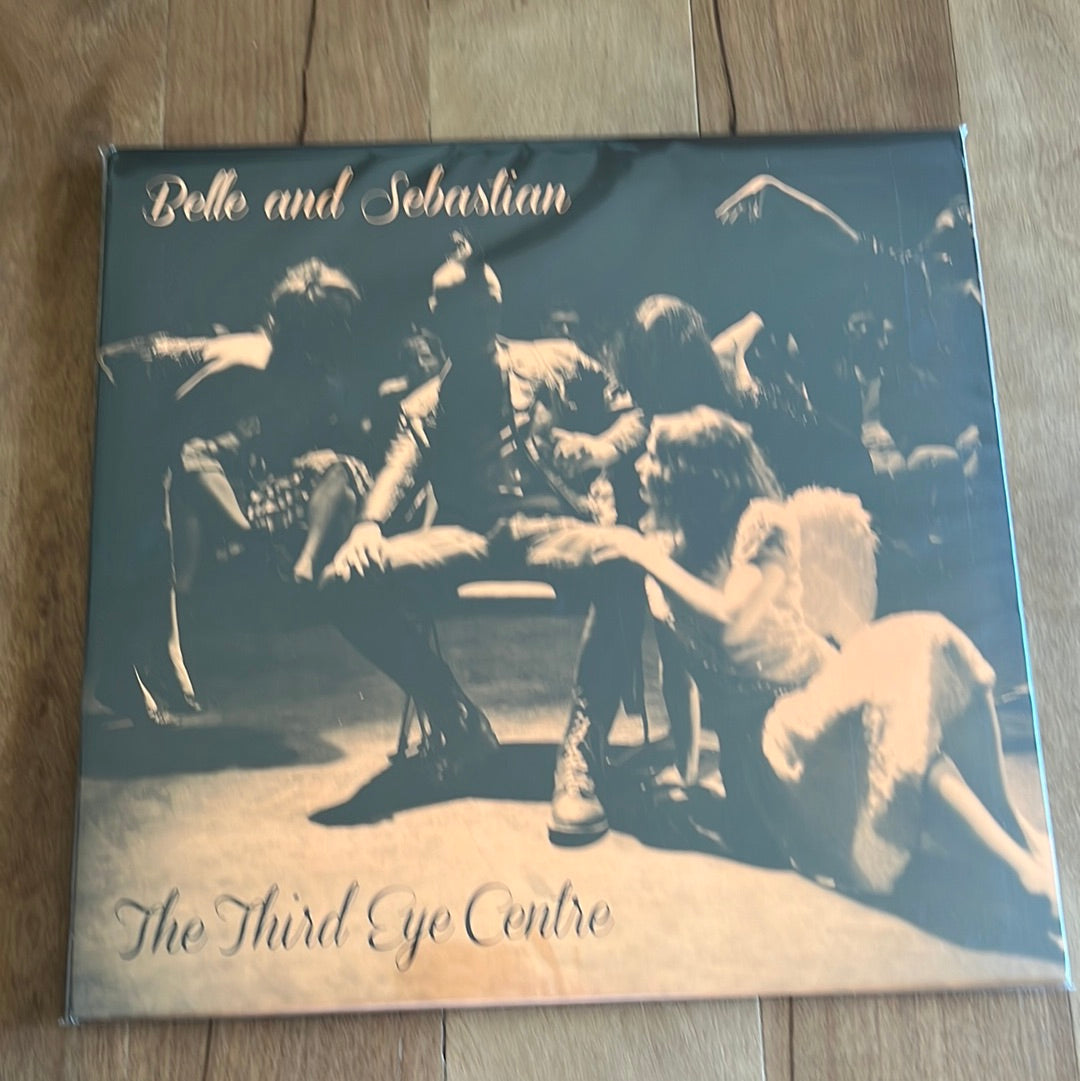 Belle and Sebastian
The Third Eye Centre